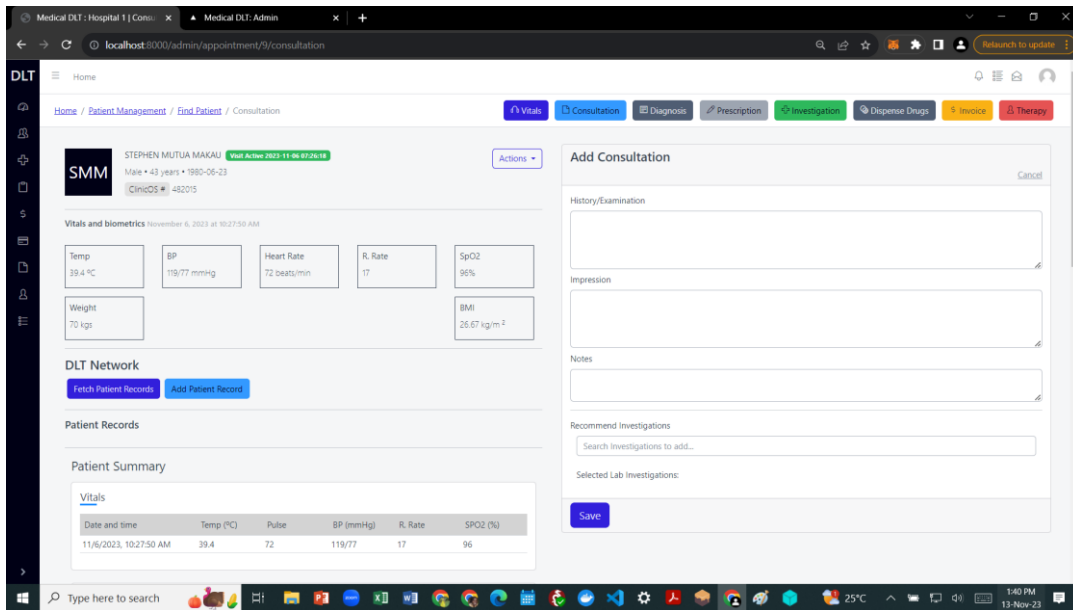 Medical DLT : Hospital 1 | Consu
Medical DLT: Admin
localhost:8000/admin/appointment/9/consultation
Relaunch to update
DLT
Home
Home / Patient Management / Find Patient / Consultation
Vitals
Consultation
Diagnosis
Prescription
Investigation
Dispense Drugs
$ Invoice
Therapy
SMM
STEPHEN MUTUA MAKAU Visit Active 2023-11-06 07:26:18
Male • 43 years • 1980-06-23
ClinicOS # 482015
Actions
Vitals and biometrics November 6, 2023 at 10:27:50 AM
Temp
39.4 ºC
BP
119/77 mmHg
Heart Rate
72 beats/min
R. Rate
17
SpO2
96%
Weight
70 kgs
BMI
26.67 kg/m 2
DLT Network
Fetch Patient Records
Add Patient Record
Patient Records
Patient Summary
Vitals
Date and time Temp (ºC) Pulse BP (mmHg) R. Rate SPO2 (%)
11/6/2023, 10:27:50 AM 39.4 72 119/77 17 96
Add Consultation
Cancel
History/Examination
Impression
Notes
Recommend Investigations
Search Investigations to add...
Selected Lab Investigations:
Save
Type here to search
25°C
1:40 PM
13-Nov-23